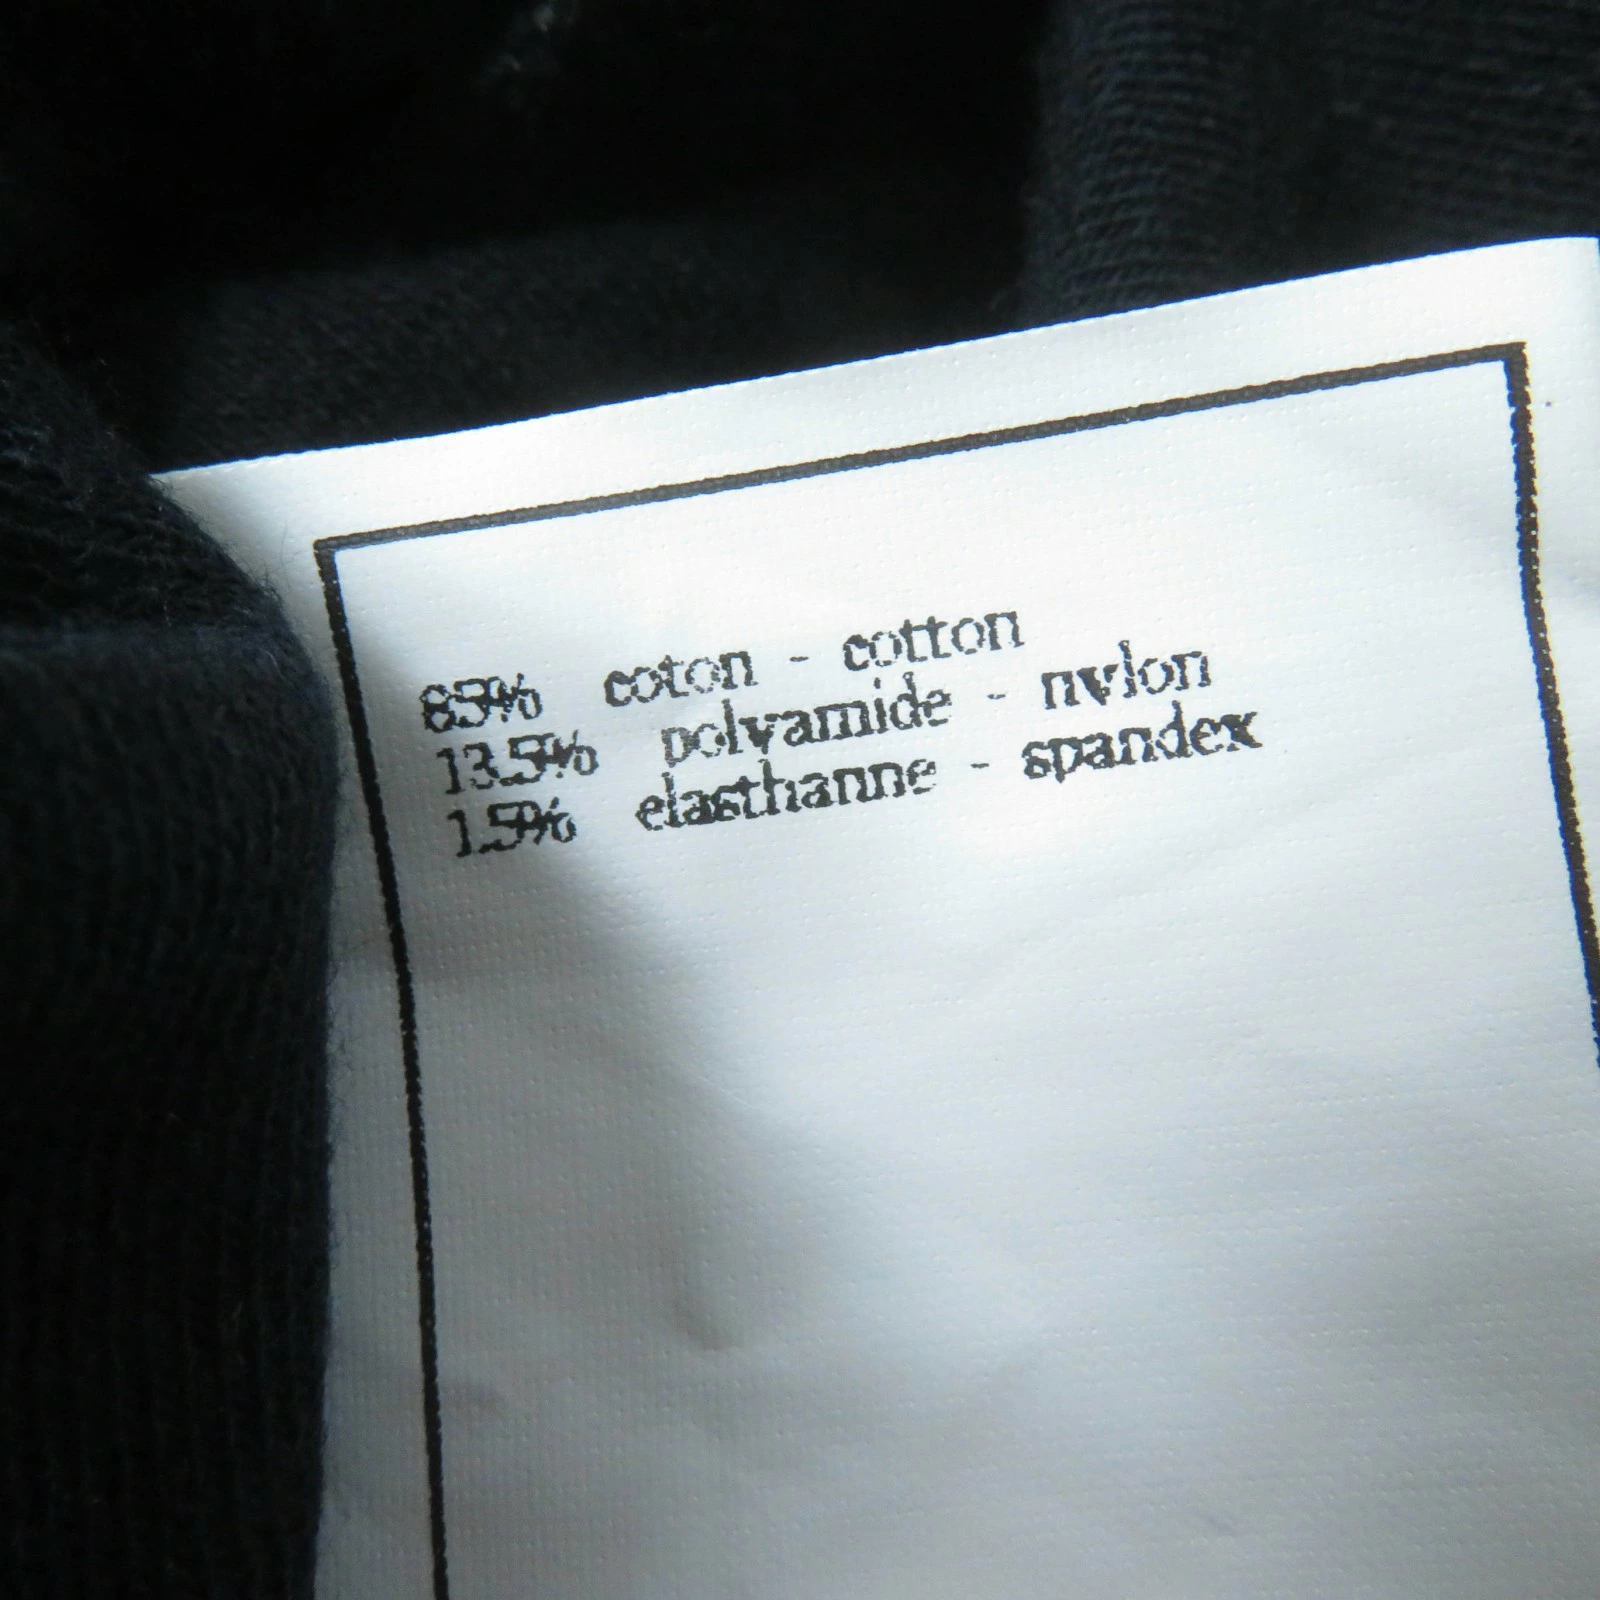 85% coton - cotton
13.5% polyamide - nylon
1.5% elasthanne - spandex